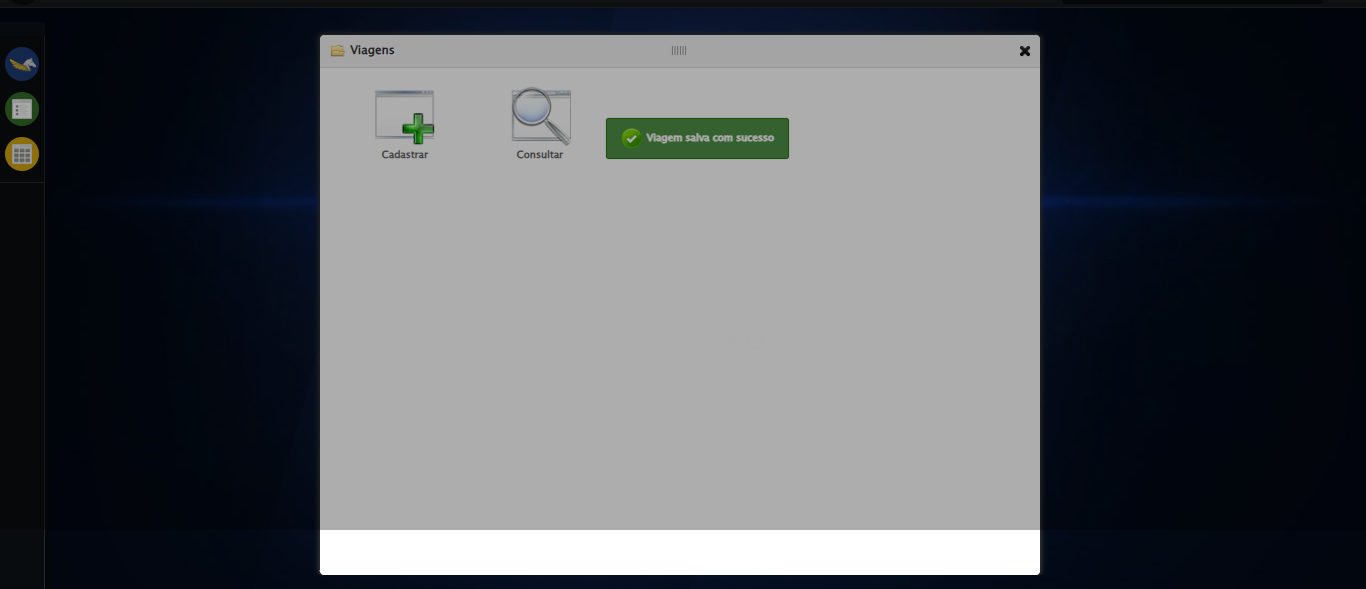 Viagens
Cadastrar
Consultar
Viagem salva com sucesso